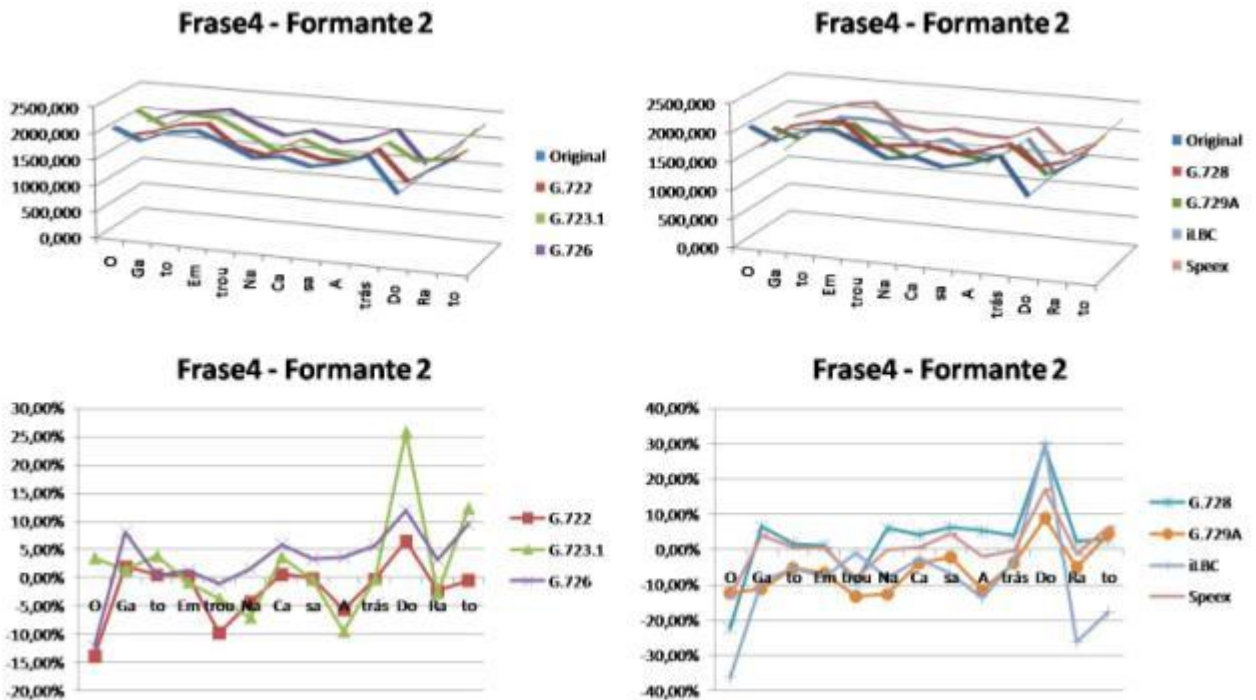 Frase4 - Formante 2
2500,000
2000,000
1500,000
1000,000
500,000
0,000
O
Ga
to
Em
trou
Na
Ca
sa
A
trás
Do
Ra
to
Original
G.722
G.723.1
G.726
Frase4 - Formante 2
2500,000
2000,000
1500,000
1000,000
500,000
0,000
O
Ga
to
Em
trou
Na
Ca
sa
A
trás
Do
Ra
to
Original
G.728
G.729A
iLBC
Speex
Frase4 - Formante 2
30,00%
25,00%
20,00%
15,00%
10,00%
5,00%
0,00%
-5,00%
-10,00%
-15,00%
-20,00%
O Ga to Em trou Na Ca sa A trás Do Ra to
G.722
G.723.1
G.726
Frase4 - Formante 2
40,00%
30,00%
20,00%
10,00%
0,00%
-10,00%
-20,00%
-30,00%
-40,00%
O Ga to Em trou Na Ca sa A trás Do Ra to
G.728
G.729A
iLBC
Speex